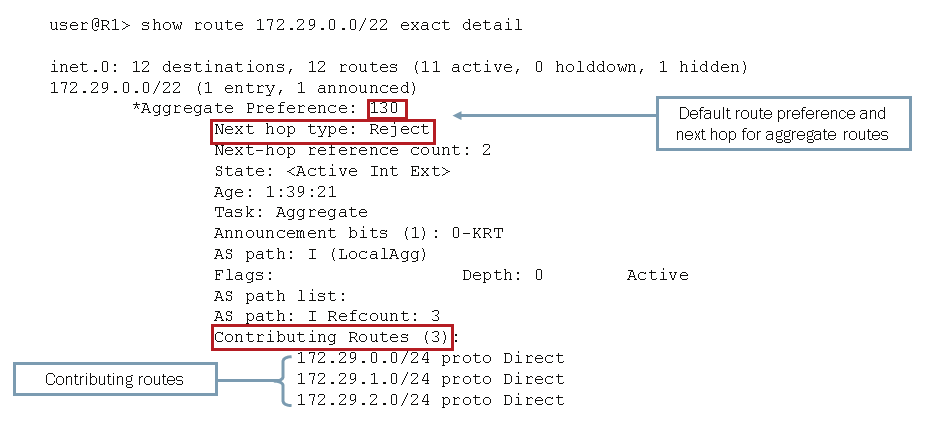 user@R1> show route 172.29.0.0/22 exact detail
inet.0: 12 destinations, 12 routes (11 active, 0 holddown, 1 hidden)
172.29.0.0/22 (1 entry, 1 announced)
*Aggregate Preference: 130
Default route preference and
next hop for aggregate routes
Next hop type: Reject
Next-hop reference count: 2
State: <Active Int Ext>
Age: 1:39:21
Task: Aggregate
Announcement bits (1): 0-KRT
AS path: I (LocalAgg)
Flags: Depth: 0 Active
AS path list:
AS path: I Refcount: 3
Contributing Routes (3):
172.29.0.0/24 proto Direct
172.29.1.0/24 proto Direct
172.29.2.0/24 proto Direct
Contributing routes